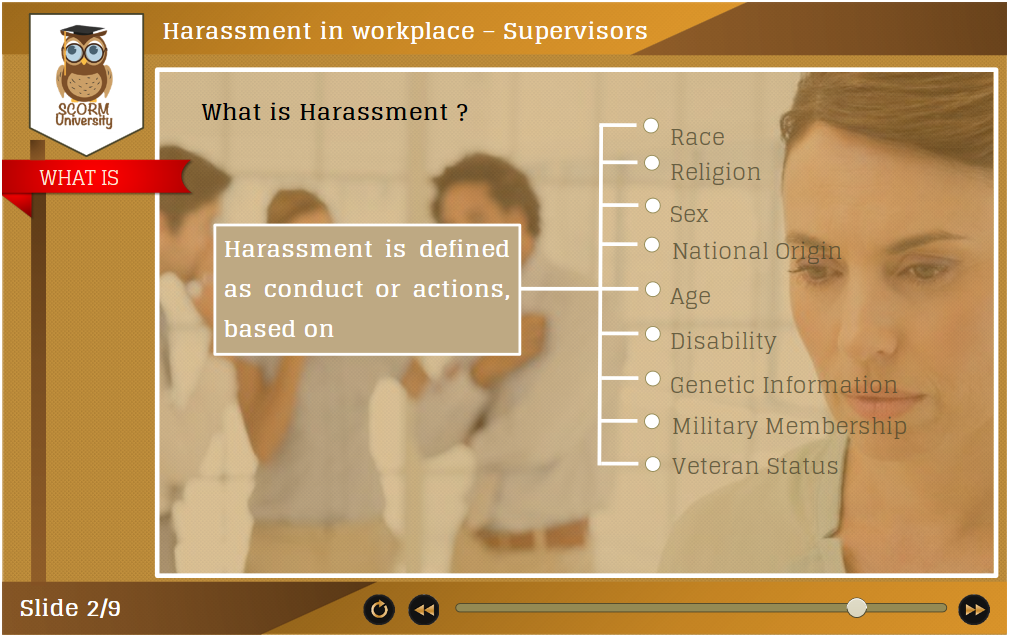 Harassment in workplace – Supervisors
SCORM
University
WHAT IS
What is Harassment ?
Harassment is defined
as conduct or actions,
based on
Race
Religion
Sex
National Origin
Age
Disability
Genetic Information
Military Membership
Veteran Status
Slide 2/9